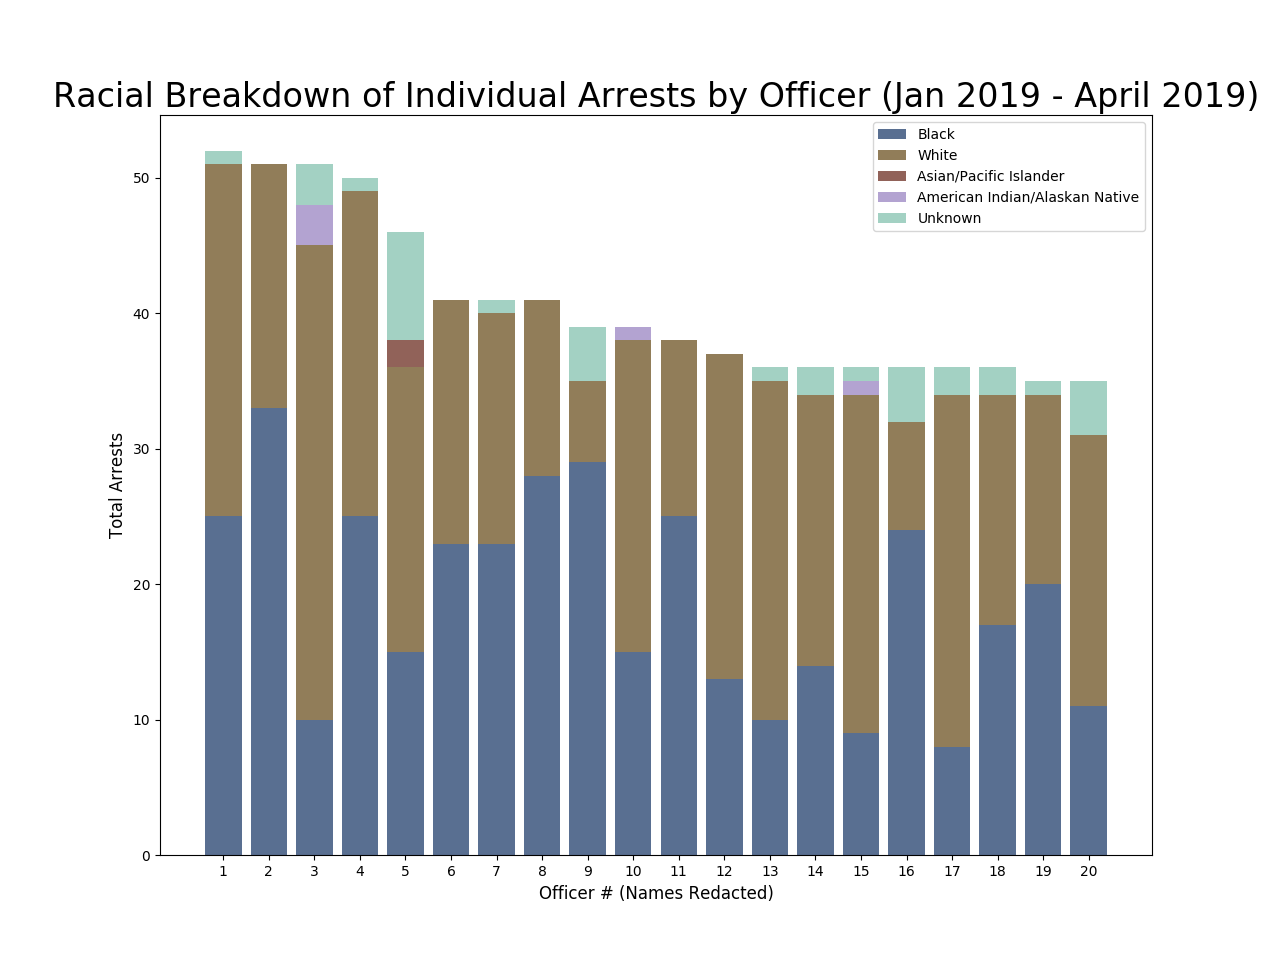 Racial Breakdown of Individual Arrests by Officer (Jan 2019 - April 2019)
Black
White
Asian/Pacific Islander
American Indian/Alaskan Native
Unknown
50
40
30
20
10
0
Total Arrests
1 2 3 4 5 6 7 8 9 10 11 12 13 14 15 16 17 18 19 20
Officer # (Names Redacted)